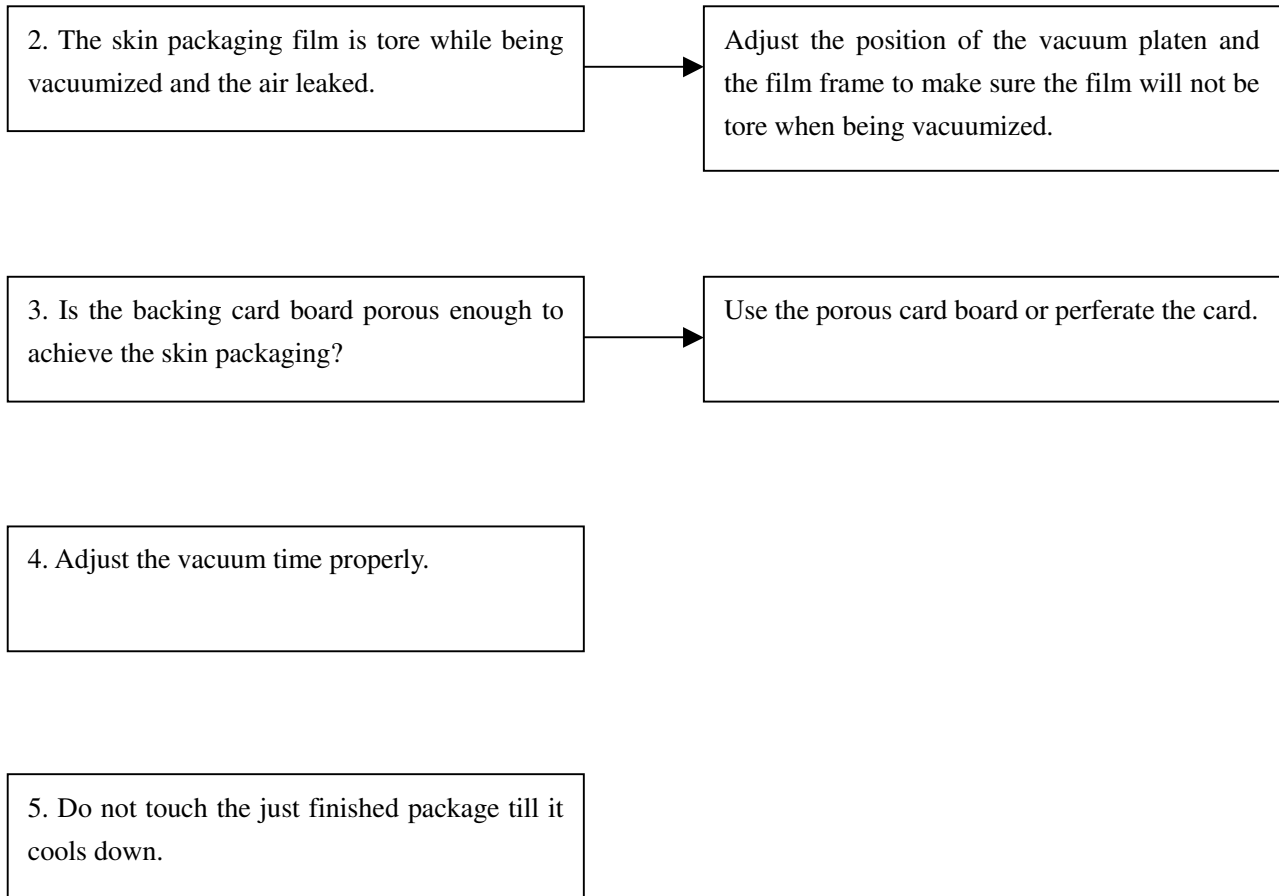 2. The skin packaging film is tore while being
vacuumized and the air leaked.
Adjust the position of the vacuum platen and
the film frame to make sure the film will not be
tore when being vacuumized.
3. Is the backing card board porous enough to
achieve the skin packaging?
Use the porous card board or perferate the card.
4. Adjust the vacuum time properly.
5. Do not touch the just finished package till it
cools down.